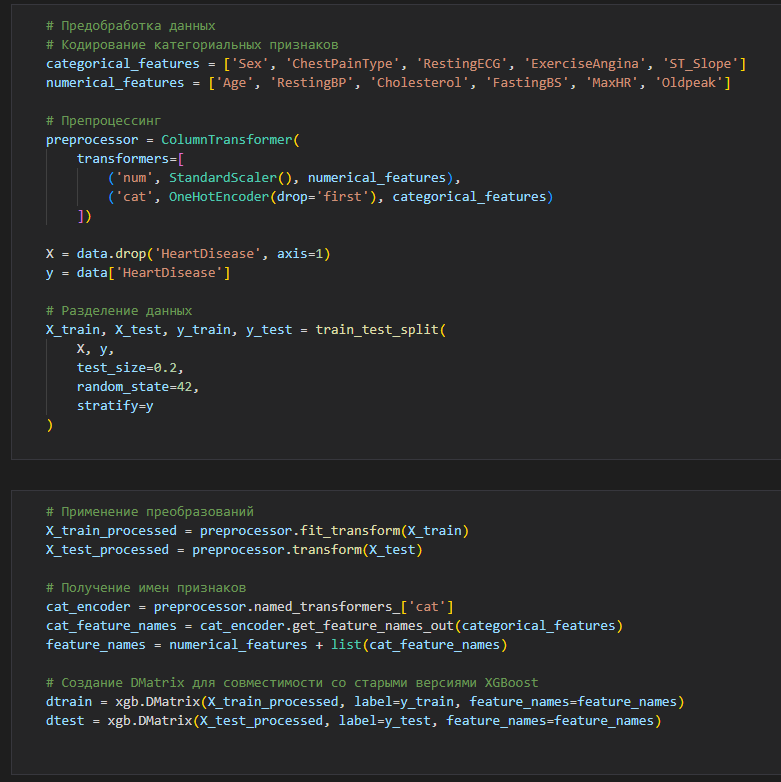 # Предобработка данных
# Кодирование категориальных признаков
categorical_features = ['Sex', 'ChestPainType', 'RestingECG', 'ExerciseAngina', 'ST_Slope']
numerical_features = ['Age', 'RestingBP', 'Cholesterol', 'FastingBS', 'MaxHR', 'Oldpeak']
# Препроцессинг
preprocessor = ColumnTransformer(
    transformers=[
        ('num', StandardScaler(), numerical_features),
        ('cat', OneHotEncoder(drop='first'), categorical_features)
    ])
X = data.drop('HeartDisease', axis=1)
y = data['HeartDisease']
# Разделение данных
X_train, X_test, y_train, y_test = train_test_split(
    X, y,
    test_size=0.2,
    random_state=42,
    stratify=y
)
# Применение преобразований
X_train_processed = preprocessor.fit_transform(X_train)
X_test_processed = preprocessor.transform(X_test)
# Получение имен признаков
cat_encoder = preprocessor.named_transformers_['cat']
cat_feature_names = cat_encoder.get_feature_names_out(categorical_features)
feature_names = numerical_features + list(cat_feature_names)
# Создание DMatrix для совместимости со старыми версиями XGBoost
dtrain = xgb.DMatrix(X_train_processed, label=y_train, feature_names=feature_names)
dtest = xgb.DMatrix(X_test_processed, label=y_test, feature_names=feature_names)